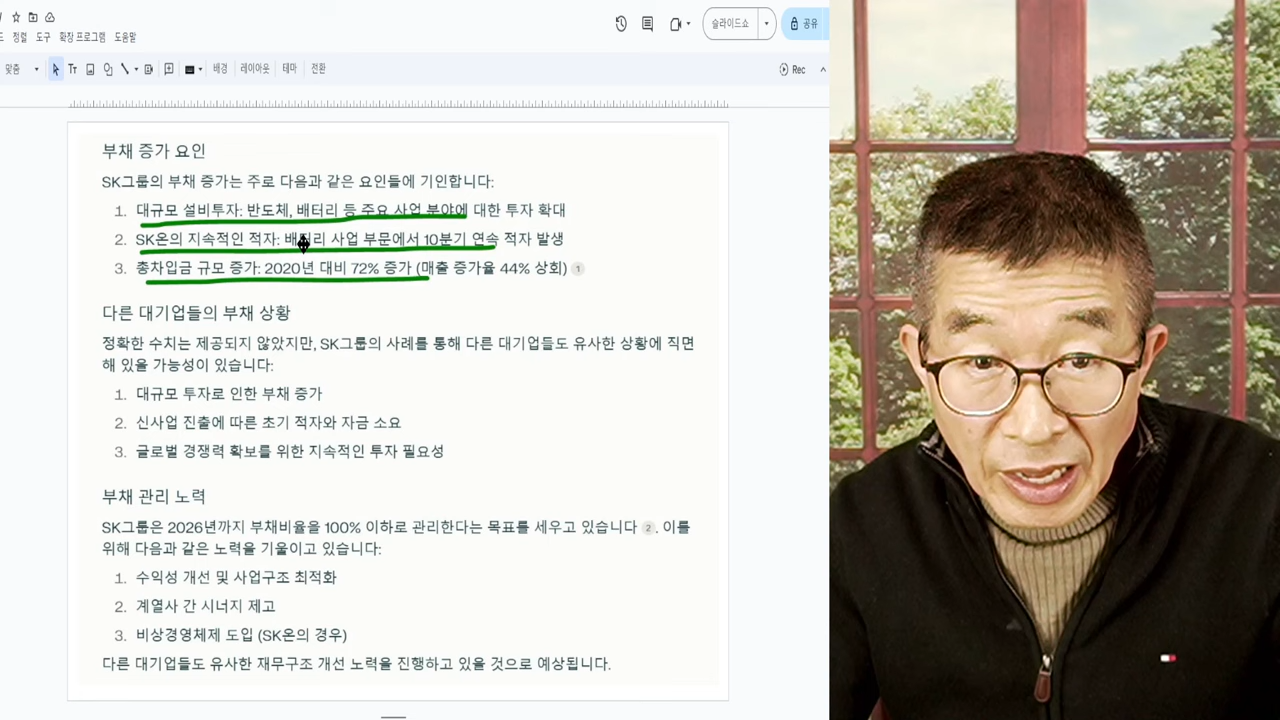 정렬 도구 확장 프로그램 도움말
슬라이드쇼
공유
맞춤
배경 레이아웃 테마 전환
Rec
부채 증가 요인
SK그룹의 부채 증가는 주로 다음과 같은 요인들에 기인합니다:
1. 대규모 설비투자: 반도체, 배터리 등 주요 사업 분야에 대한 투자 확대
2. SK온의 지속적인 적자: 배터리 사업 부문에서 10분기 연속 적자 발생
3. 총차입금 규모 증가: 2020년 대비 72% 증가 (매출 증가율 44% 상회) 1
다른 대기업들의 부채 상황
정확한 수치는 제공되지 않았지만, SK그룹의 사례를 통해 다른 대기업들도 유사한 상황에 직면
해 있을 가능성이 있습니다:
1. 대규모 투자로 인한 부채 증가
2. 신사업 진출에 따른 초기 적자와 자금 소요
3. 글로벌 경쟁력 확보를 위한 지속적인 투자 필요성
부채 관리 노력
SK그룹은 2026년까지 부채비율을 100% 이하로 관리한다는 목표를 세우고 있습니다 2. 이를
위해 다음과 같은 노력을 기울이고 있습니다:
1. 수익성 개선 및 사업구조 최적화
2. 계열사 간 시너지 제고
3. 비상경영체제 도입 (SK온의 경우)
다른 대기업들도 유사한 재무구조 개선 노력을 진행하고 있을 것으로 예상됩니다.